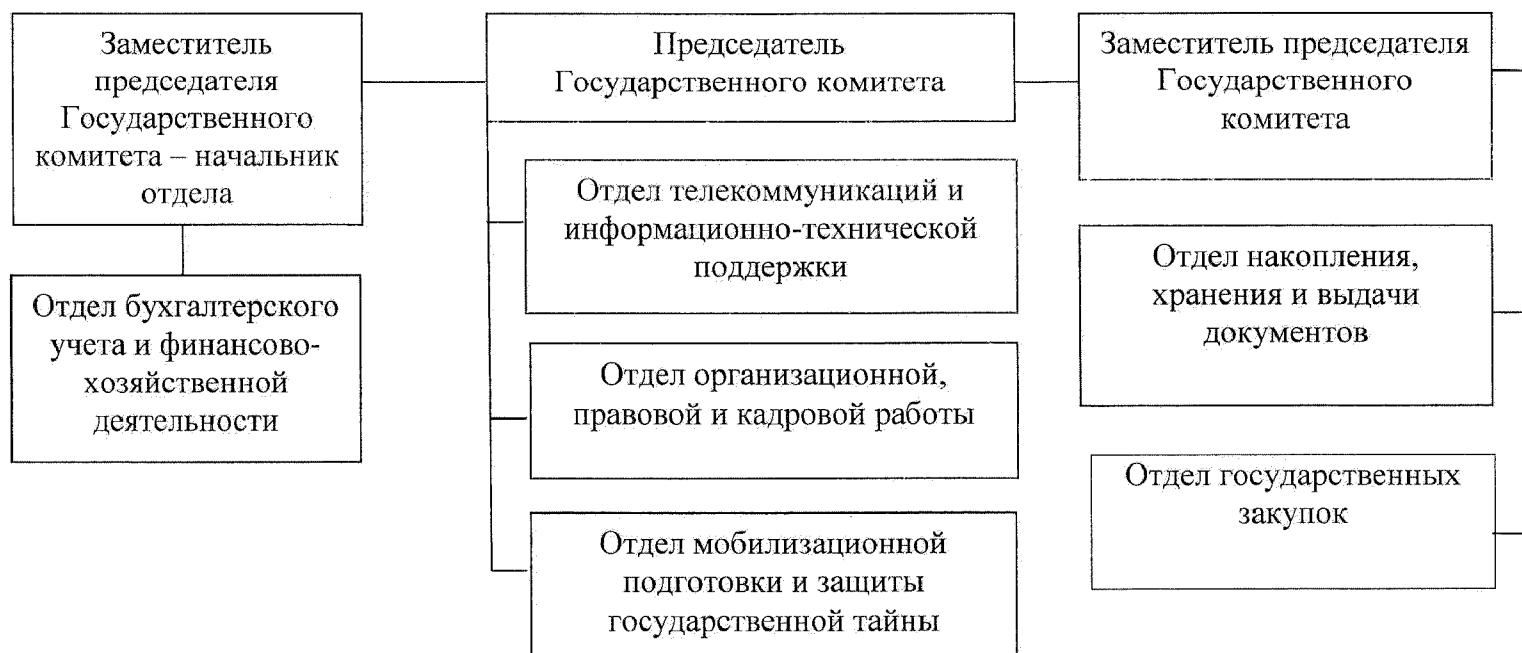 Заместитель
председателя
Государственного
комитета – начальник
отдела
Отдел бухгалтерского
учета и финансово-
хозяйственной
деятельности
Председатель
Государственного комитета
Отдел телекоммуникаций и
информационно-технической
поддержки
Отдел организационной,
правовой и кадровой работы
Отдел мобилизационной
подготовки и защиты
государственной тайны
Заместитель председателя
Государственного
комитета
Отдел накопления,
хранения и выдачи
документов
Отдел государственных
закупок